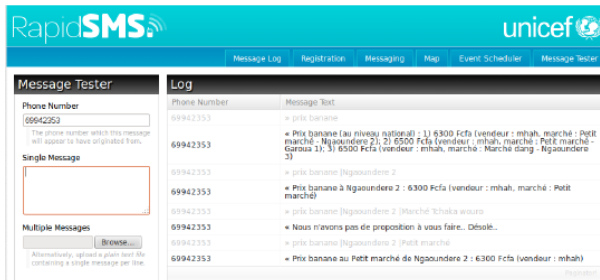 RapidSMS
unicef
Message Log Registration Messaging Map Event Scheduler Message Tester
Message Tester
Phone Number
69942353
The phone number which this message
will appear to have originated from.
Single Message
Multiple Messages
Browse...
Alternatively, upload a plain text file
containing a single message per line.
Log
Phone Number Message Text
69942353 » prix banane
69942353 « Prix banane (au niveau national) : 1) 6300 Fcfa (vendeur : mhah, marché : Petit
marché - Ngaoundere 2); 2) 6500 Fcfa (vendeur : mhah, marché : Petit marché -
Garoua 1); 3) 6500 Fcfa (vendeur : mhah, marché : Marché dang - Ngaoundere
3)
69942353 » prix banane |Ngaoundere 2
69942353 « Prix banane à Ngaoundere 2 : 6300 Fcfa (vendeur : mhah, marché : Petit
marché)
69942353 » prix banane |Ngaoundere 2 |Marché Tchaka wouro
69942353 « Nous n'avons pas de proposition à vous faire.. Désolé..
69942353 » prix banane |Ngaoundere 2 |Petit marché
69942353 « Prix banane au Petit marché de Ngaoundere 2 : 6300 Fcfa (vendeur : mhah)